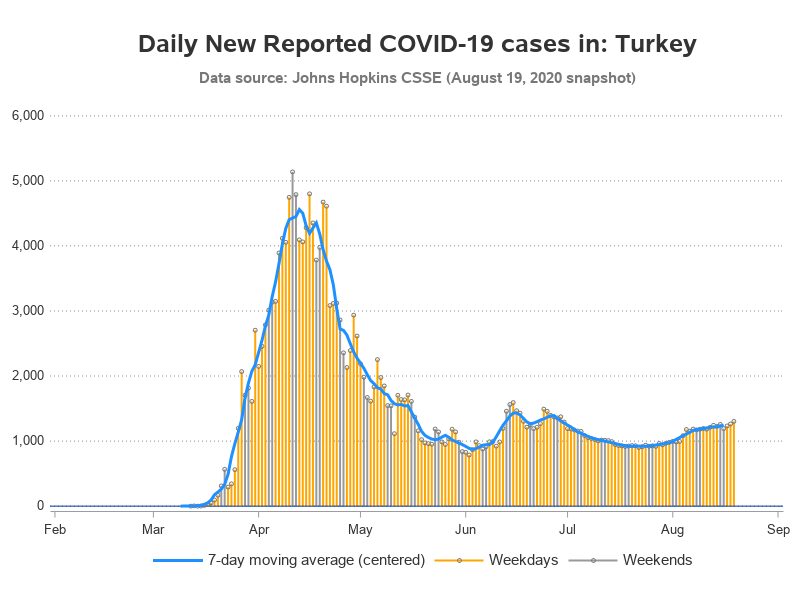 Daily New Reported COVID-19 cases in: Turkey
Data source: Johns Hopkins CSSE (August 19, 2020 snapshot)
6,000
5,000
4,000
3,000
2,000
1,000
0
Feb Mar Apr May Jun Jul Aug Sep
7-day moving average (centered) Weekdays Weekends